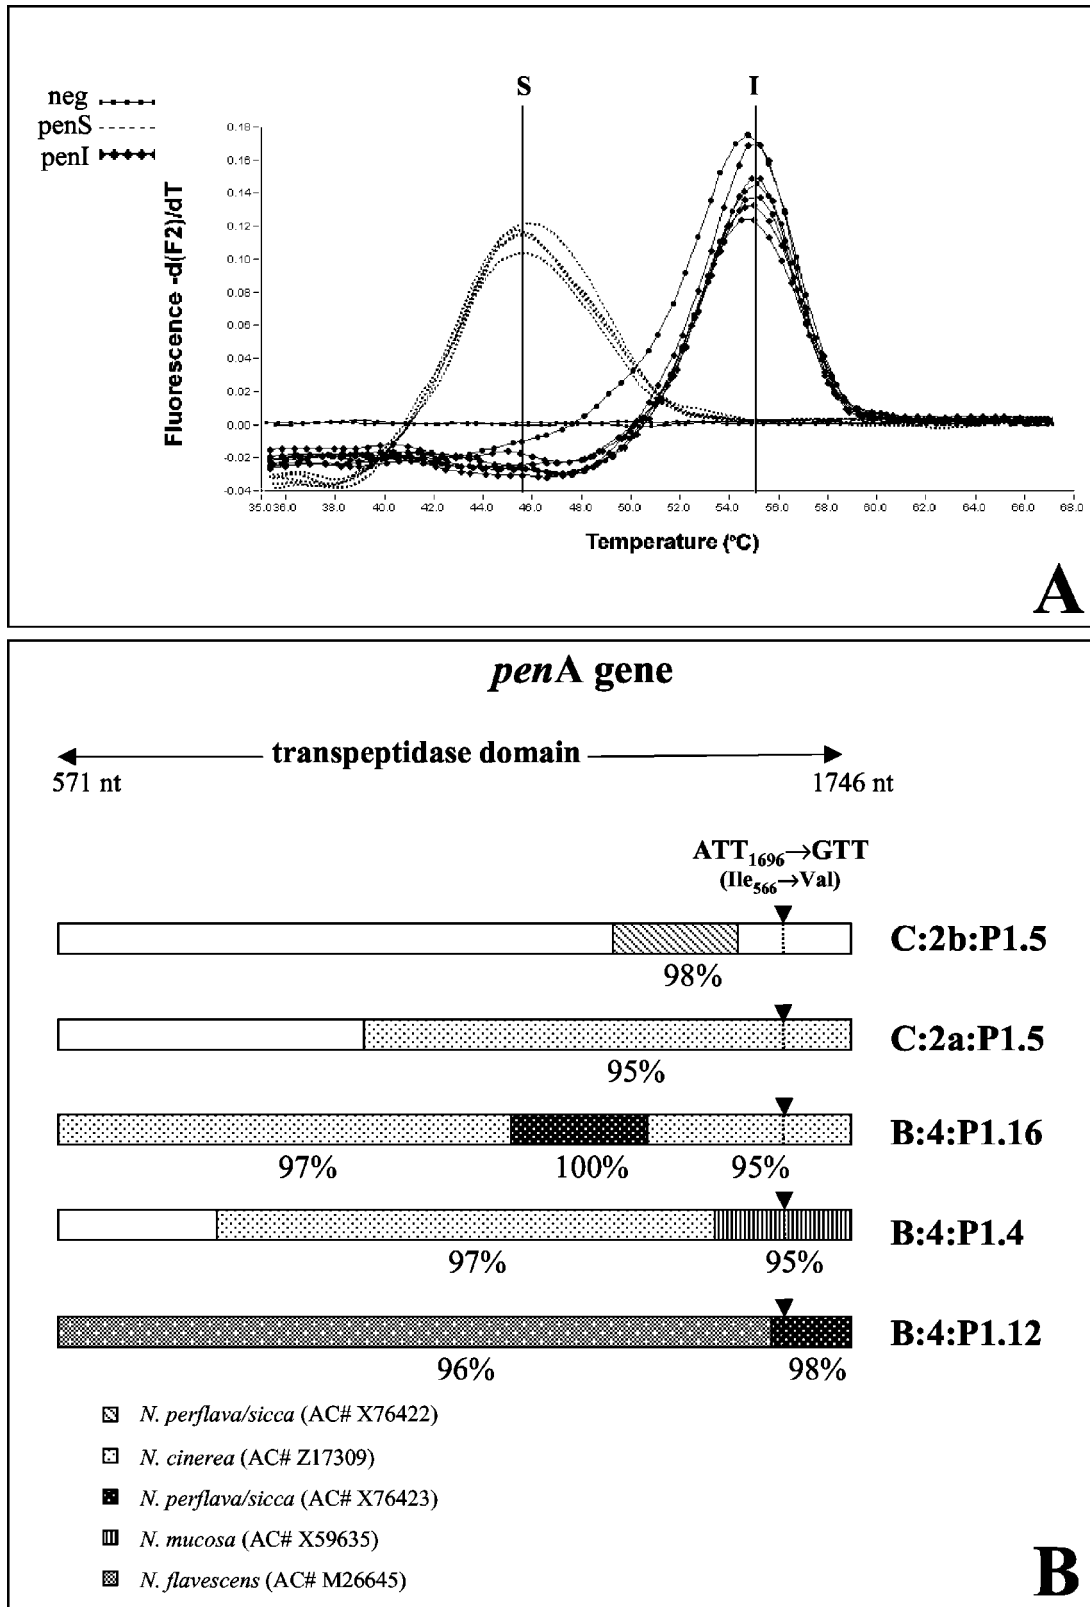 S I
neg
penS
penI
0.18
0.16
0.14
0.12
0.10
0.08
0.06
0.04
0.02
0.00
-0.02
-0.04
Fluorescence -d(F2)/dT
35.0 36.0 38.0 40.0 42.0 44.0 46.0 48.0 50.0 52.0 54.0 56.0 58.0 60.0 62.0 64.0 66.0 68.0
Temperature (ºC)
A
penA gene
transpeptidase domain
571 nt 1746 nt
ATT1696→GTT
(Ile566→Val)
C:2b:P1.5
98%
C:2a:P1.5
95%
B:4:P1.16
97% 100% 95%
B:4:P1.4
97% 95%
B:4:P1.12
96% 98%
N. perflava/sicca (AC# X76422)
N. cinerea (AC# Z17309)
N. perflava/sicca (AC# X76423)
N. mucosa (AC# X59635)
N. flavescens (AC# M26645)
B